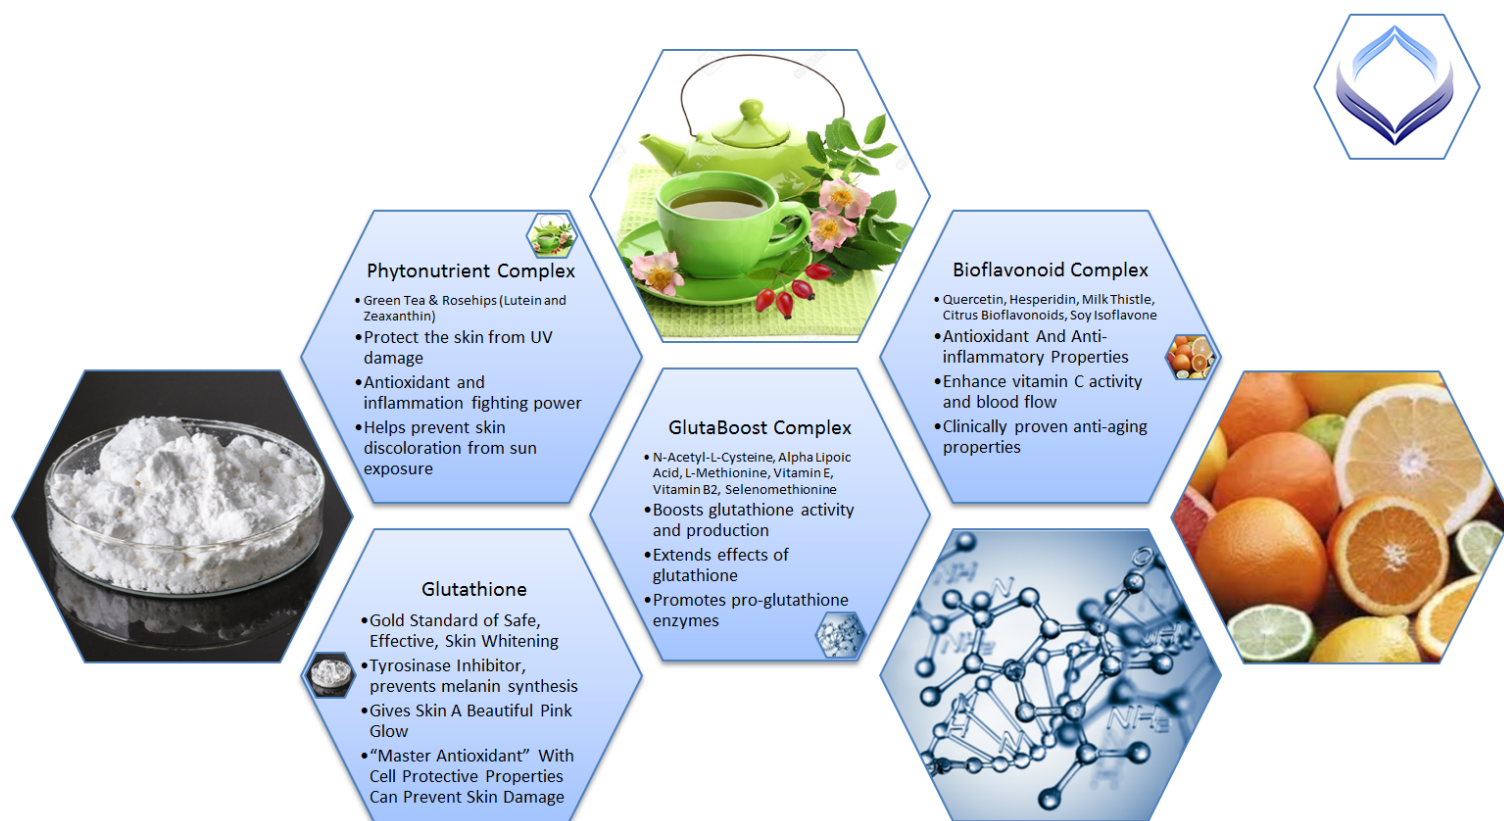 Phytonutrient Complex
• Green Tea & Rosehips (Lutein and
Zeaxanthin)
•Protect the skin from UV
damage
•Antioxidant and
inflammation fighting power
•Helps prevent skin
discoloration from sun
exposure
Bioflavonoid Complex
• Quercetin, Hesperidin, Milk Thistle,
Citrus Bioflavonoids, Soy Isoflavone
•Antioxidant And Anti-
inflammatory Properties
•Enhance vitamin C activity
and blood flow
•Clinically proven anti-aging
properties
GlutaBoost Complex
• N-Acetyl-L-Cysteine, Alpha Lipoic
Acid, L-Methionine, Vitamin E,
Vitamin B2, Selenomethionine
•Boosts glutathione activity
and production
•Extends effects of
glutathione
•Promotes pro-glutathione
enzymes
Glutathione
•Gold Standard of Safe,
Effective, Skin Whitening
•Tyrosinase Inhibitor,
prevents melanin synthesis
•Gives Skin A Beautiful Pink
Glow
•“Master Antioxidant” With
Cell Protective Properties
Can Prevent Skin Damage
NH
N
O
NH₂
NH₂
H
N
NH₂